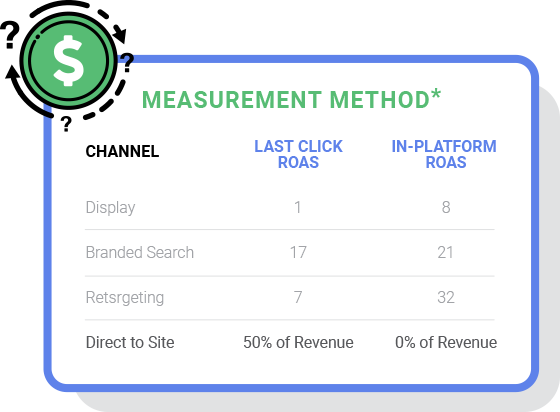 ?
$
?
?
MEASUREMENT METHOD*
CHANNEL LAST CLICK ROAS IN-PLATFORM ROAS
Display 1 8
Branded Search 17 21
Retsrgeting 7 32
Direct to Site 50% of Revenue 0% of Revenue